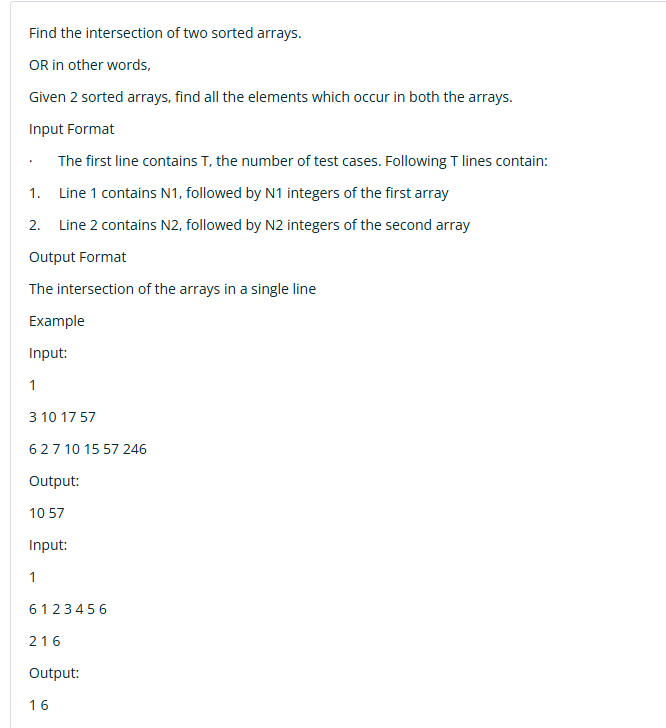 Find the intersection of two sorted arrays.
OR in other words,
Given 2 sorted arrays, find all the elements which occur in both the arrays.
Input Format
· The first line contains T, the number of test cases. Following T lines contain:
1. Line 1 contains N1, followed by N1 integers of the first array
2. Line 2 contains N2, followed by N2 integers of the second array
Output Format
The intersection of the arrays in a single line
Example
Input:
1
3 10 17 57
6 2 7 10 15 57 246
Output:
10 57
Input:
1
6 1 2 3 4 5 6
2 1 6
Output:
1 6